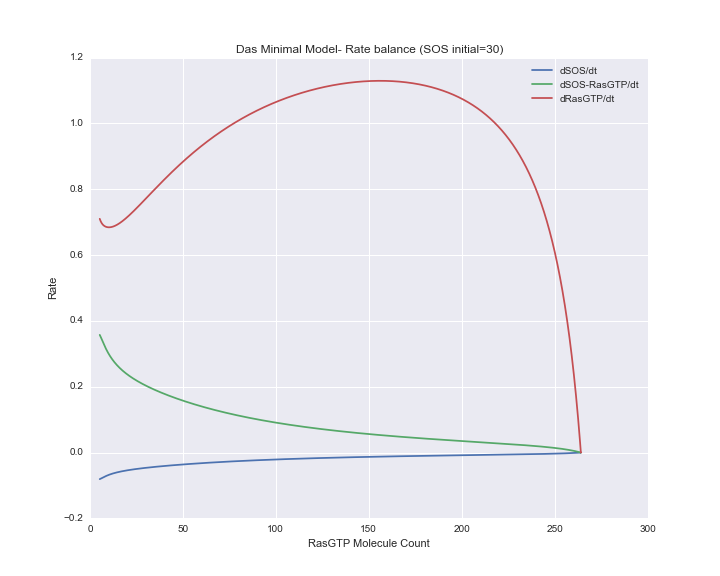 Das Minimal Model- Rate balance (SOS initial=30)
1.2
1.0
0.8
0.6
0.4
0.2
0.0
−0.2
Rate
dSOS/dt
dSOS-RasGTP/dt
dRasGTP/dt
0 50 100 150 200 250 300
RasGTP Molecule Count